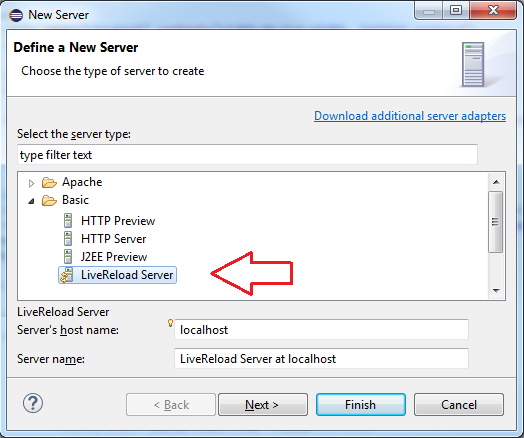 New Server
Define a New Server
Choose the type of server to create
Download additional server adapters
Select the server type:
type filter text
Apache
Basic
HTTP Preview
HTTP Server
J2EE Preview
LiveReload Server
LiveReload Server
Server's host name: localhost
Server name: LiveReload Server at localhost
? < Back Next > Finish Cancel